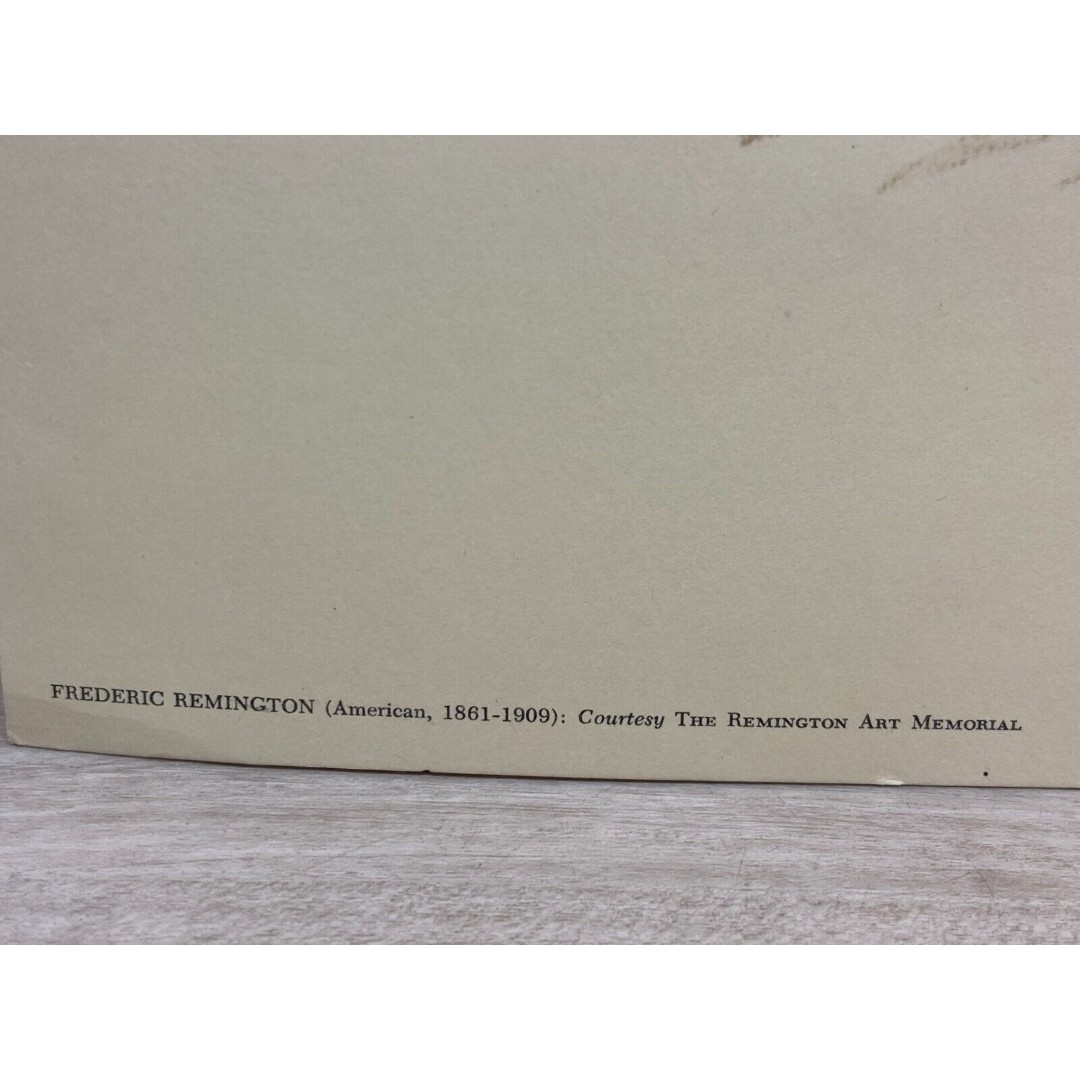 FREDERIC REMINGTON (American, 1861-1909): Courtesy THE REMINGTON ART MEMORIAL